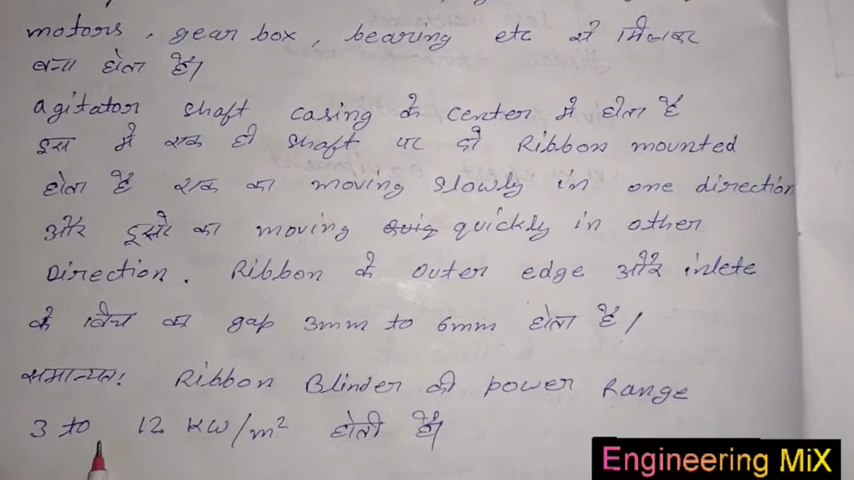 motors, gear box, bearing etc से मिलकर
बना होता है।
agitator shaft casing के center मे होता है
इस मे एक ही shaft पर दो Ribbon mounted
होता है एक का moving slowly in one direction
और दूसरे का moving quickly in other
Direction. Ribbon के outer edge और inlete
के बिच का gap 3mm to 6mm होता है।
समान्यतः Ribbon Blinder की power Range
3 to 12 KW/m² होती है।
Engineering MiX